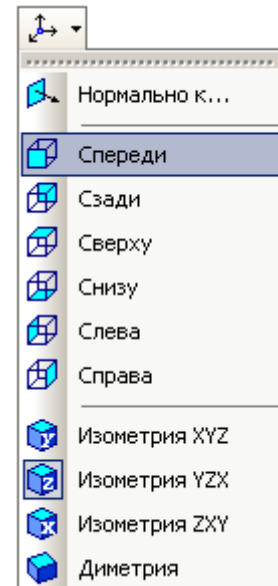 Нормально к...
Спереди
Сзади
Сверху
Снизу
Слева
Справа
Изометрия XYZ
Изометрия YZX
Изометрия ZXY
Диметрия